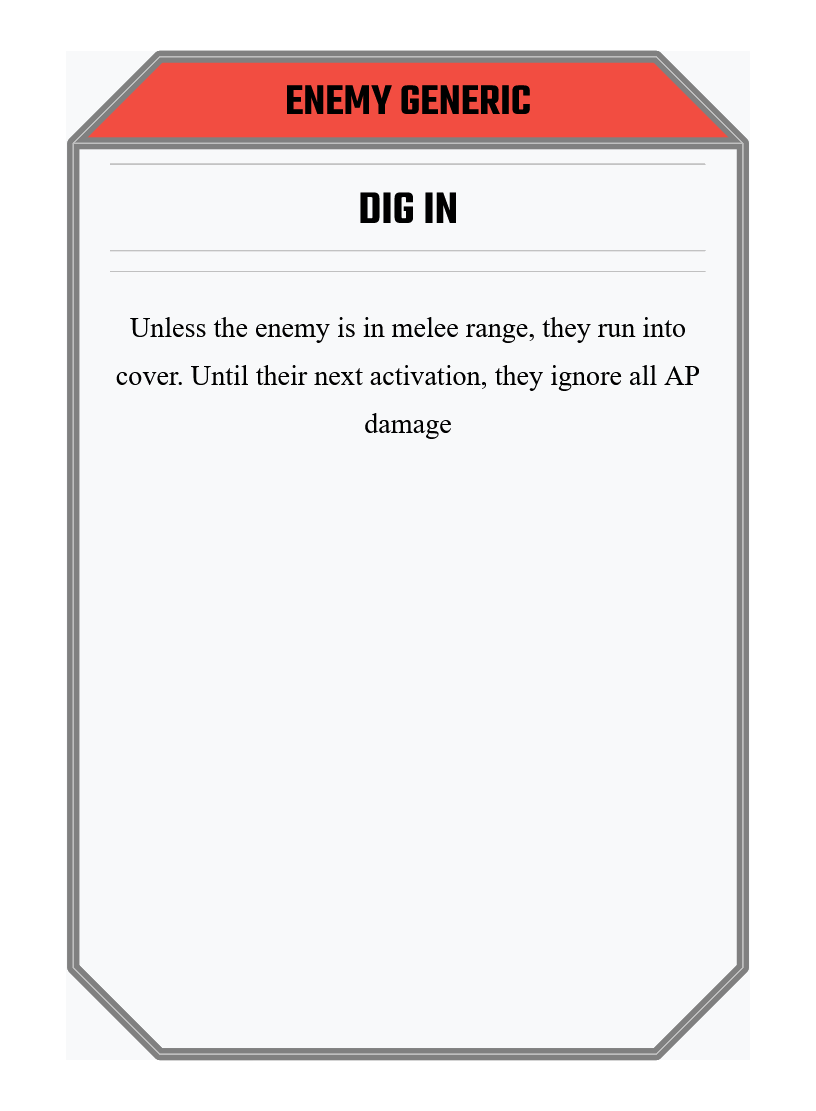 ENEMY GENERIC
DIG IN
Unless the enemy is in melee range, they run into
cover. Until their next activation, they ignore all AP
damage